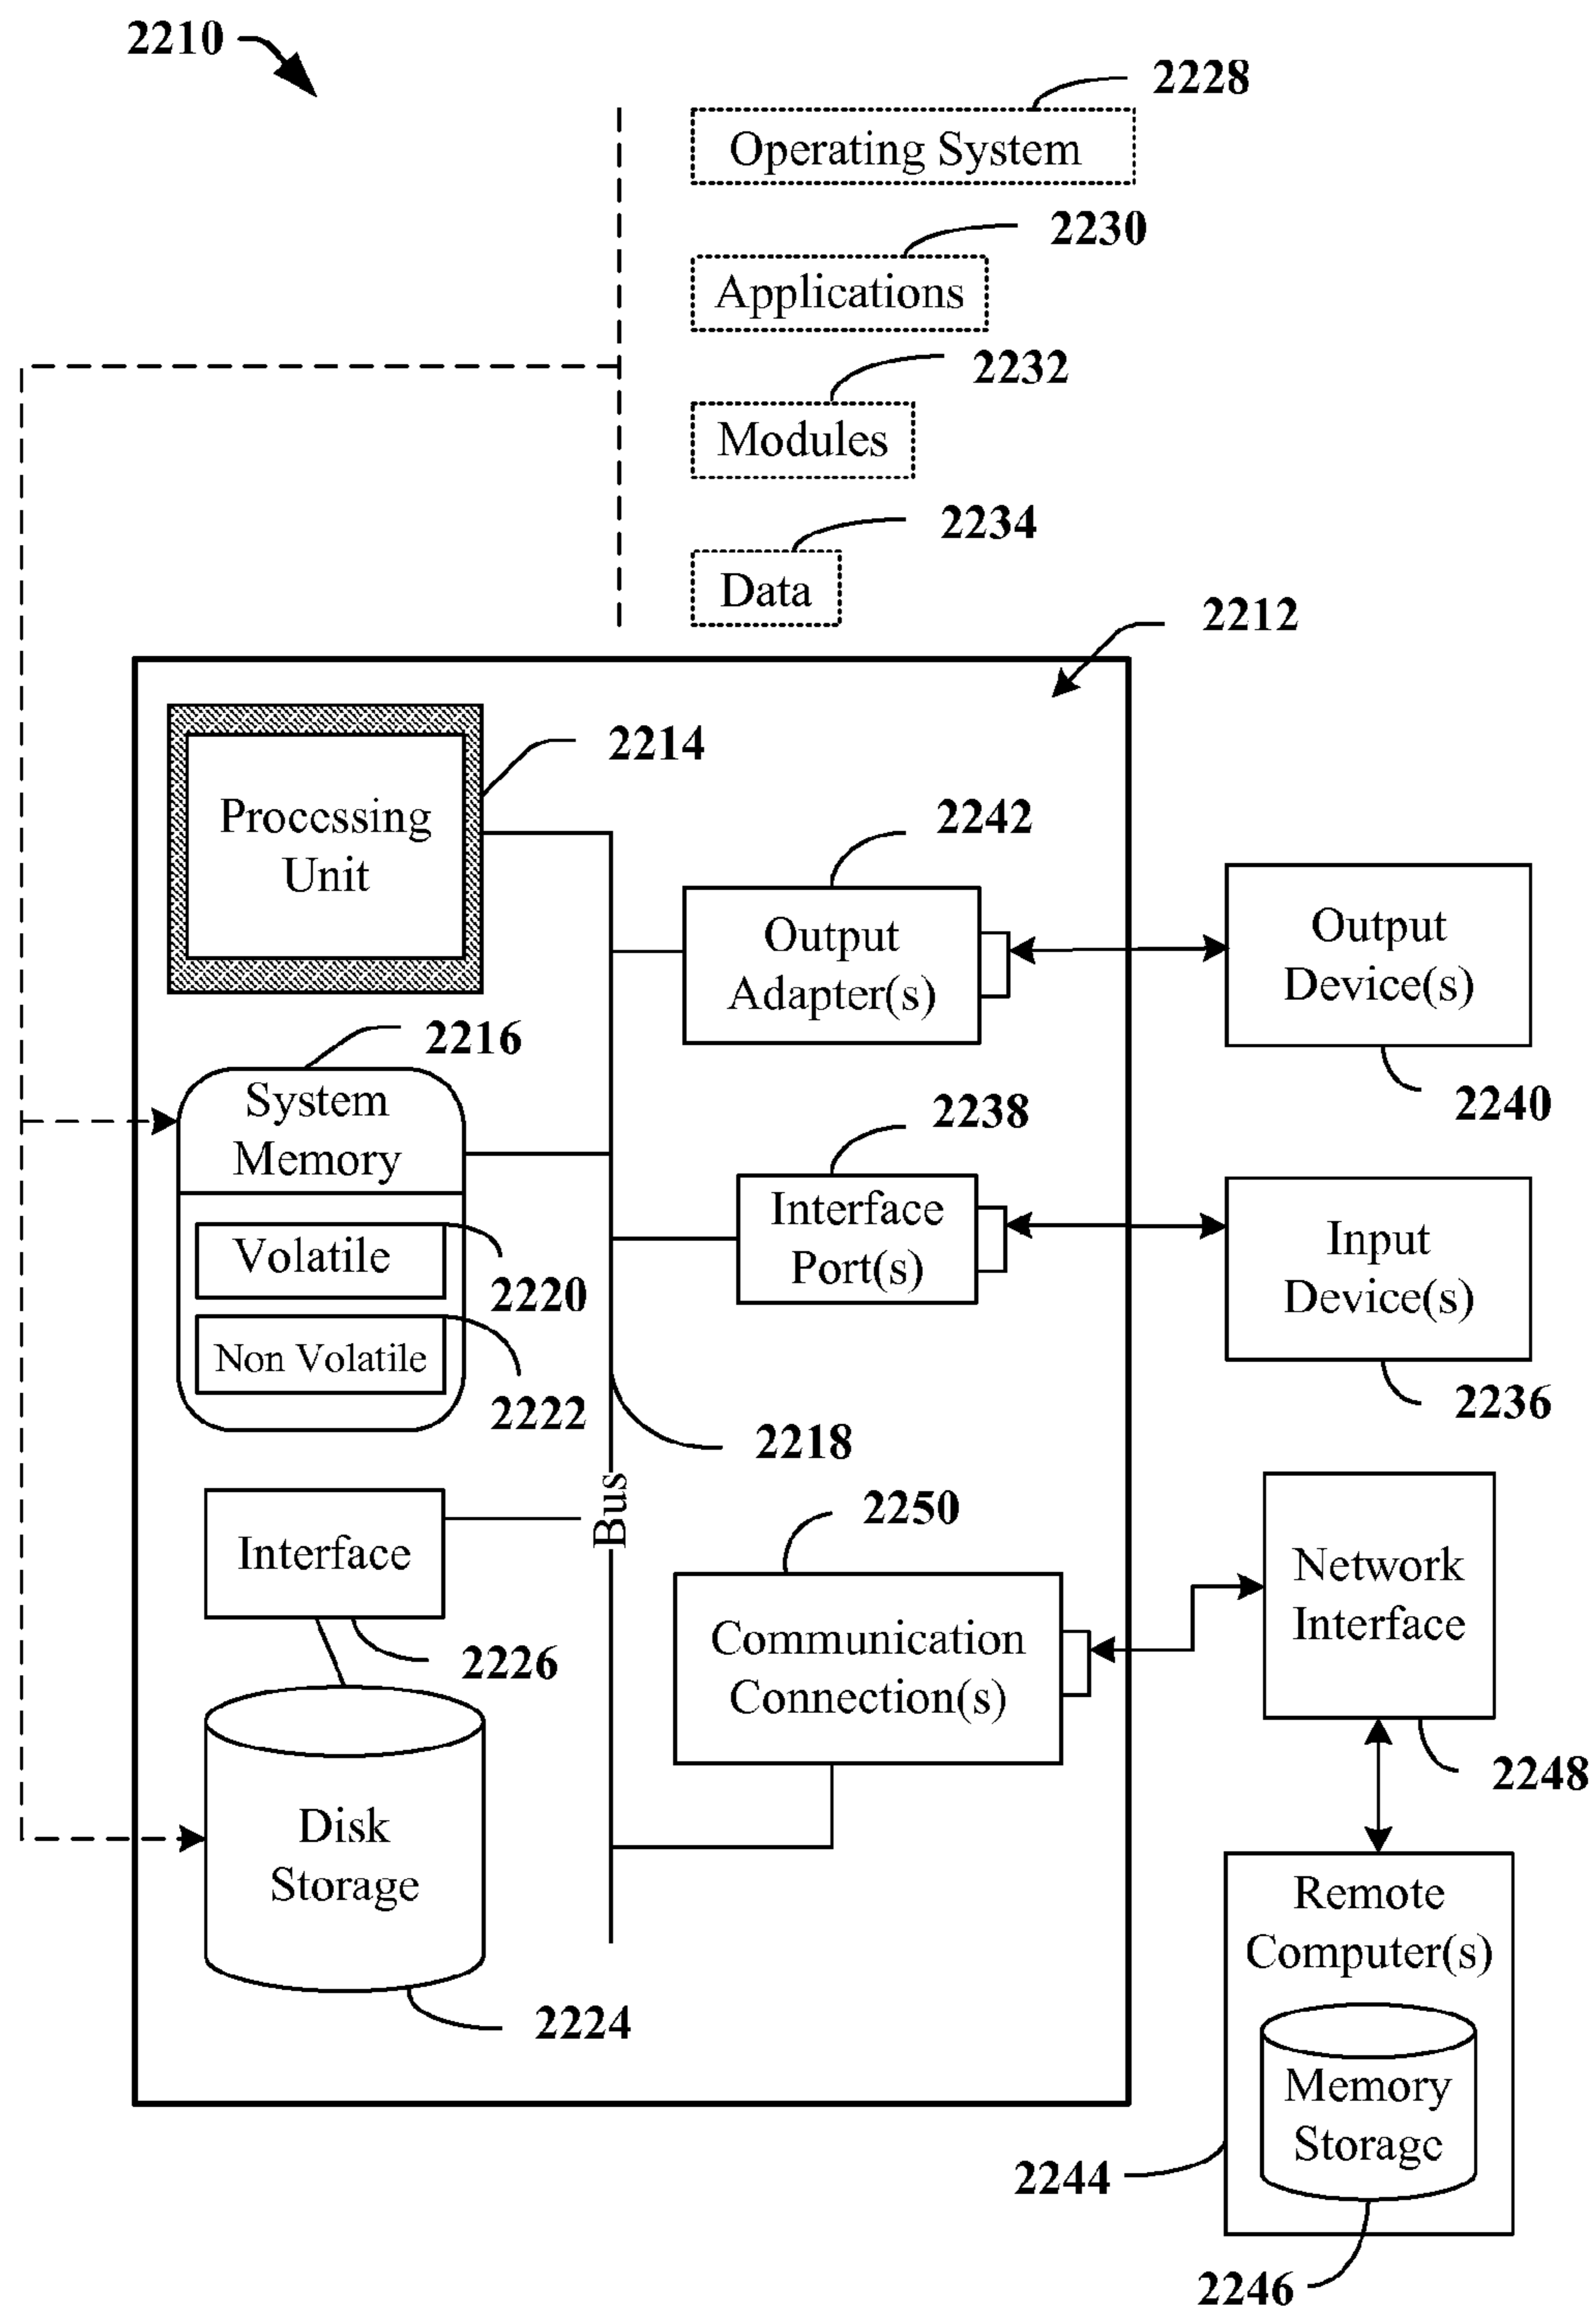 2210
2228
Operating System
2230
Applications
2232
Modules
2234
Data
2212
2214
Processing
Unit
2242
Output
Adapter(s)
Output
Device(s)
2240
2216
System
Memory
Volatile
2220
Non Volatile
2222
2238
Interface
Port(s)
Input
Device(s)
2236
2218
Bus
Interface
2226
2250
Communication
Connection(s)
Network
Interface
2248
Disk
Storage
2224
Remote
Computer(s)
Memory
Storage
2244
2246